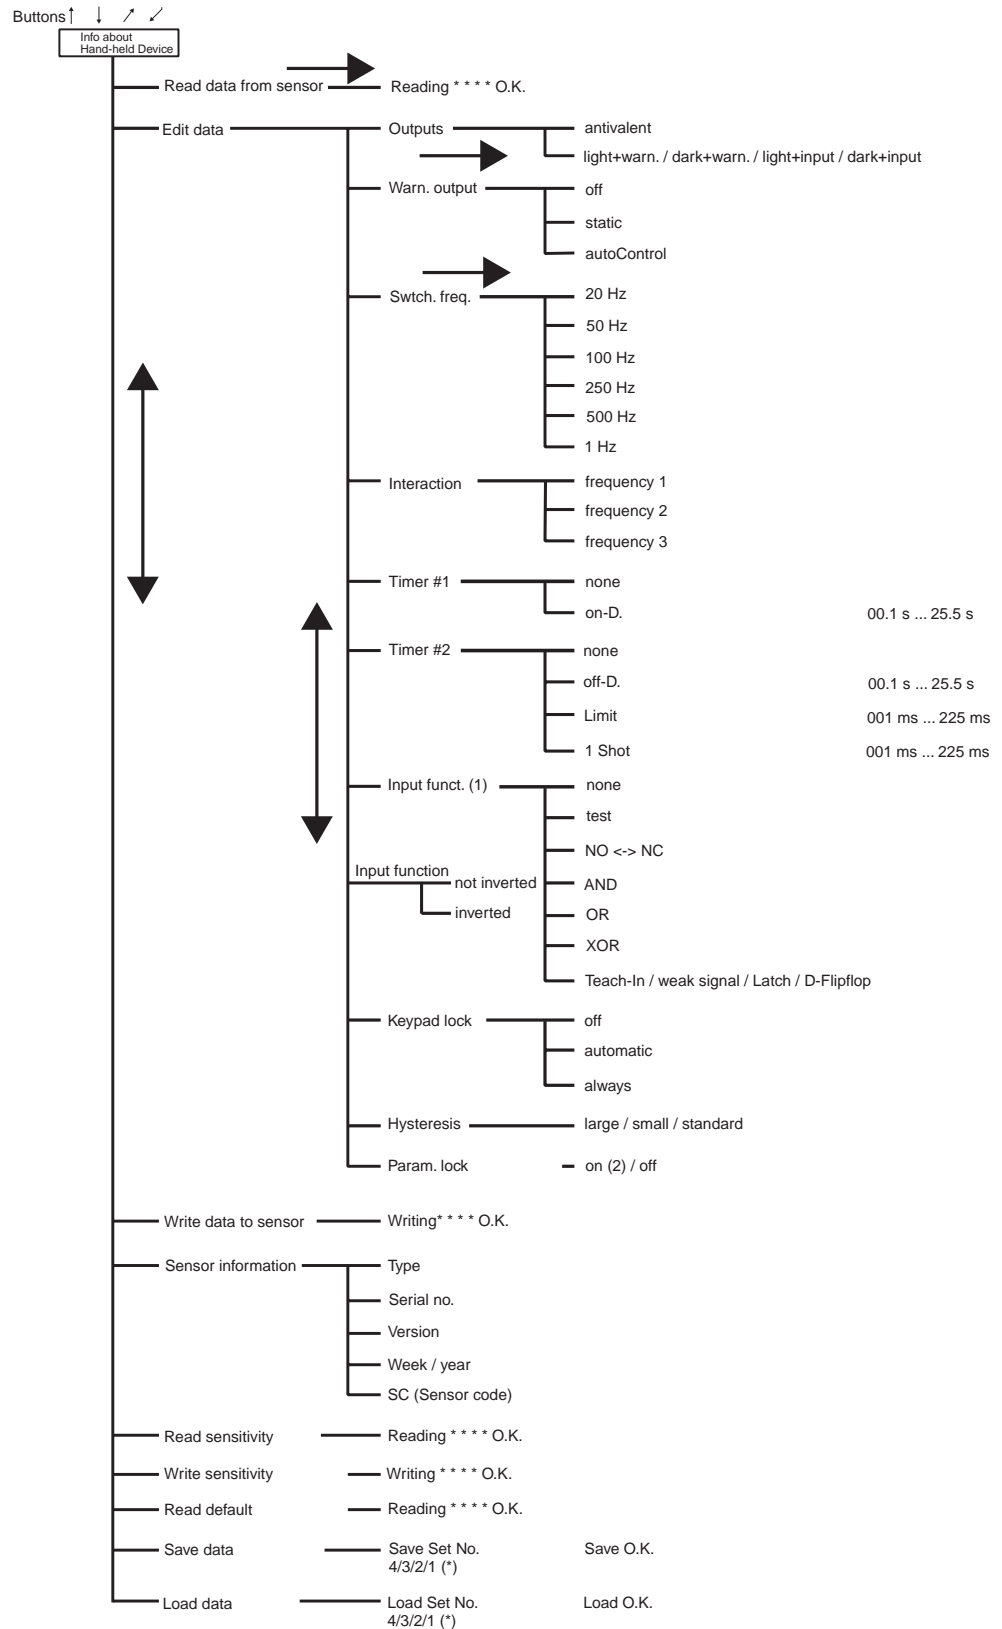 Buttons ↑ ↓ ↗ ↙
Info about
Hand-held Device
Read data from sensor Reading * * * * O.K.
Edit data Outputs antivalent
light+warn. / dark+warn. / light+input / dark+input
Warn. output off
static
autoControl
Swtch. freq. 20 Hz
50 Hz
100 Hz
250 Hz
500 Hz
1 Hz
Interaction frequency 1
frequency 2
frequency 3
Timer #1 none
on-D. 00.1 s ... 25.5 s
Timer #2 none
off-D. 00.1 s ... 25.5 s
Limit 001 ms ... 225 ms
1 Shot 001 ms ... 225 ms
Input funct. (1) none
test
NO <-> NC
Input function
not inverted AND
inverted OR
XOR
Teach-In / weak signal / Latch / D-Flipflop
Keypad lock off
automatic
always
Hysteresis large / small / standard
Param. lock on (2) / off
Write data to sensor Writing* * * * O.K.
Sensor information Type
Serial no.
Version
Week / year
SC (Sensor code)
Read sensitivity Reading * * * * O.K.
Write sensitivity Writing * * * * O.K.
Read default Reading * * * * O.K.
Save data Save Set No. Save O.K.
4/3/2/1 (*)
Load data Load Set No. Load O.K.
4/3/2/1 (*)